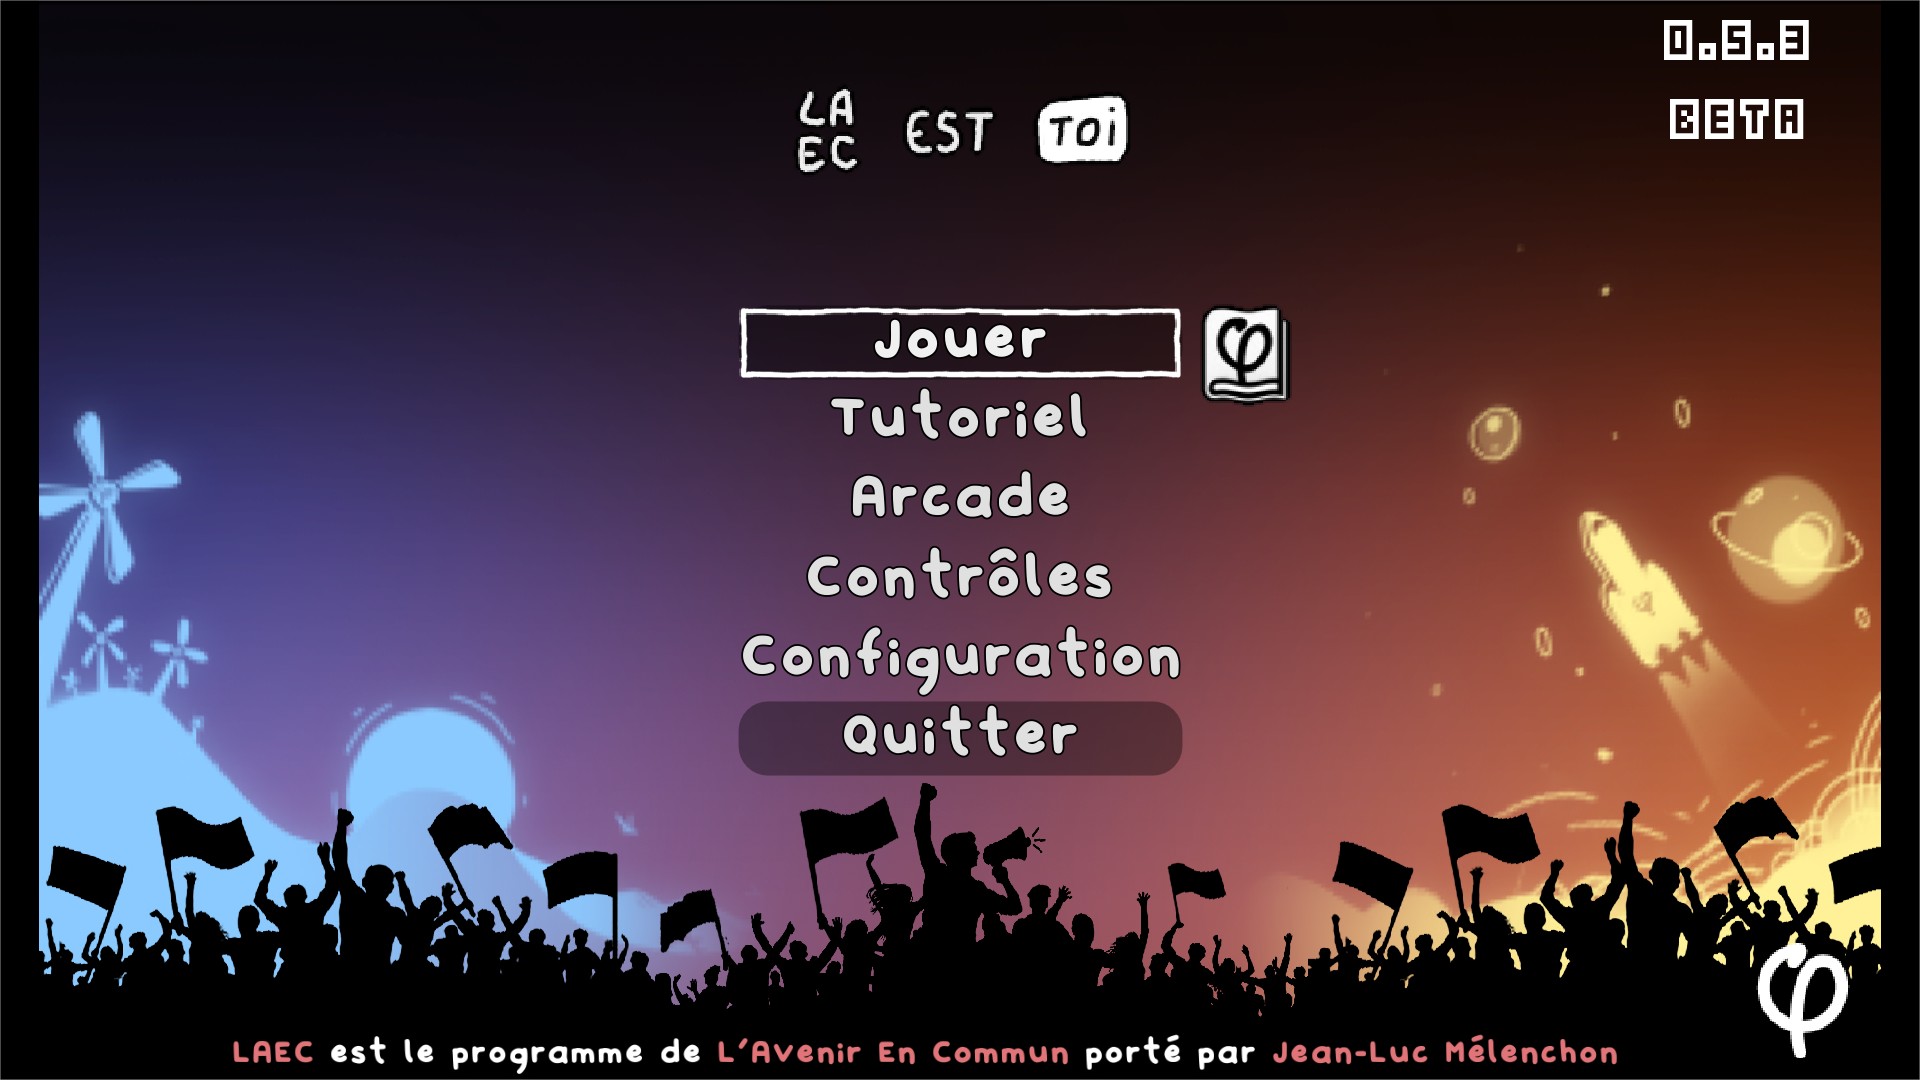 0.5.3
BETA
LA EC EST TOi
Jouer
Tutoriel
Arcade
Contrôles
Configuration
Quitter
LAEC est le programme de L'Avenir En Commun porté par Jean-Luc Mélenchon